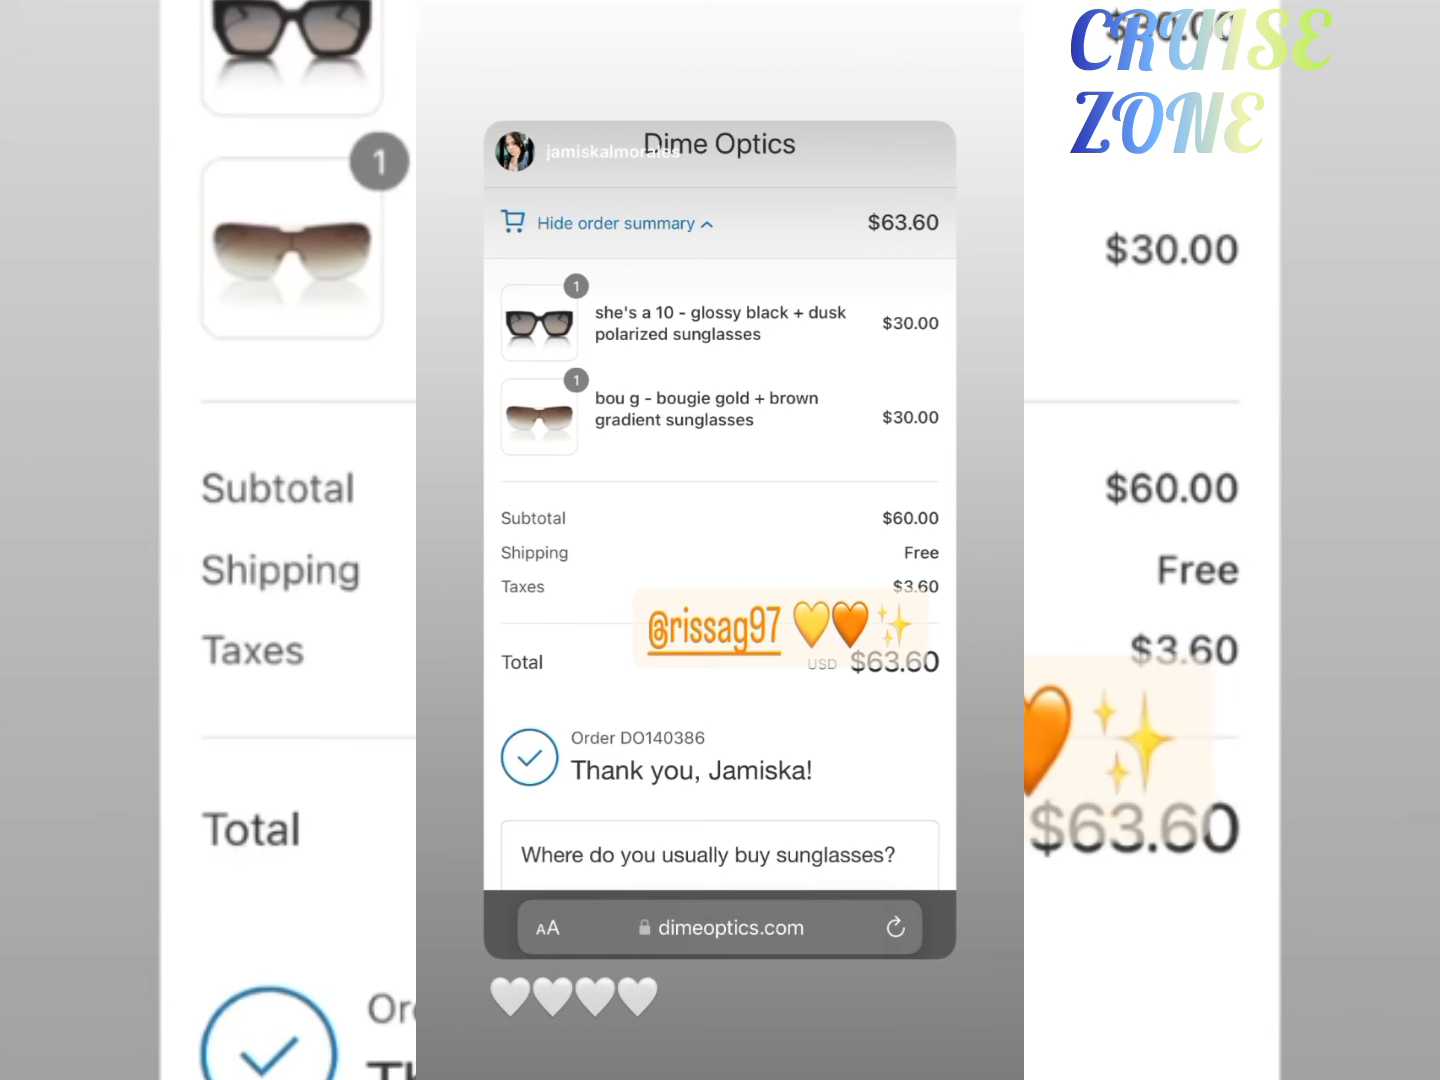 CRUISE
ZONE
jamiskalmorales
Dime Optics
Hide order summary
$63.60
1
she's a 10 - glossy black + dusk
polarized sunglasses
$30.00
1
bou g - bougie gold + brown
gradient sunglasses
$30.00
Subtotal
$60.00
Shipping
Free
Taxes
$3.60
@rissag97 💛🧡✨
Total
USD $63.60
Order DO140386
Thank you, Jamiska!
Where do you usually buy sunglasses?
AA
dimeoptics.com
🤍🤍🤍🤍
1
$30.00
$30.00
Subtotal
$60.00
Shipping
Free
Taxes
$3.60
Total
$63.60